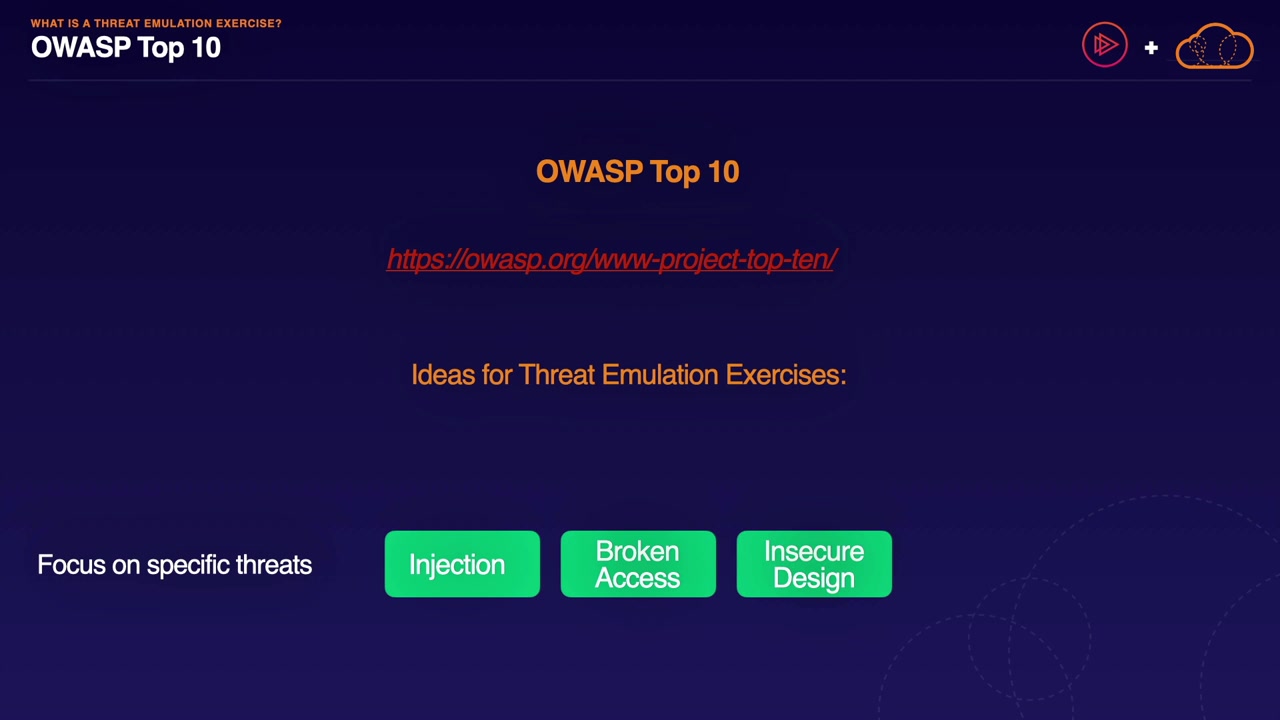 WHAT IS A THREAT EMULATION EXERCISE?
OWASP Top 10
+
OWASP Top 10
https://owasp.org/www-project-top-ten/
Ideas for Threat Emulation Exercises:
Focus on specific threats
Injection
Broken
Access
Insecure
Design